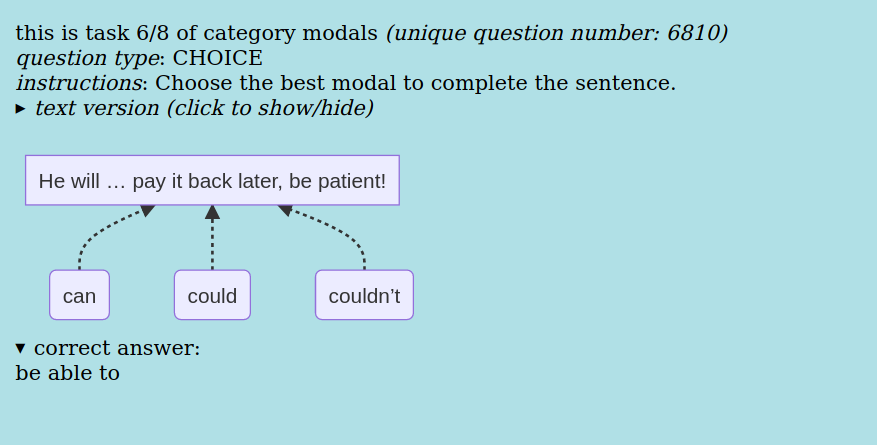 this is task 6/8 of category modals (unique question number: 6810)
question type: CHOICE
instructions: Choose the best modal to complete the sentence.
▸ text version (click to show/hide)
He will … pay it back later, be patient!
can
could
couldn’t
▾ correct answer:
be able to